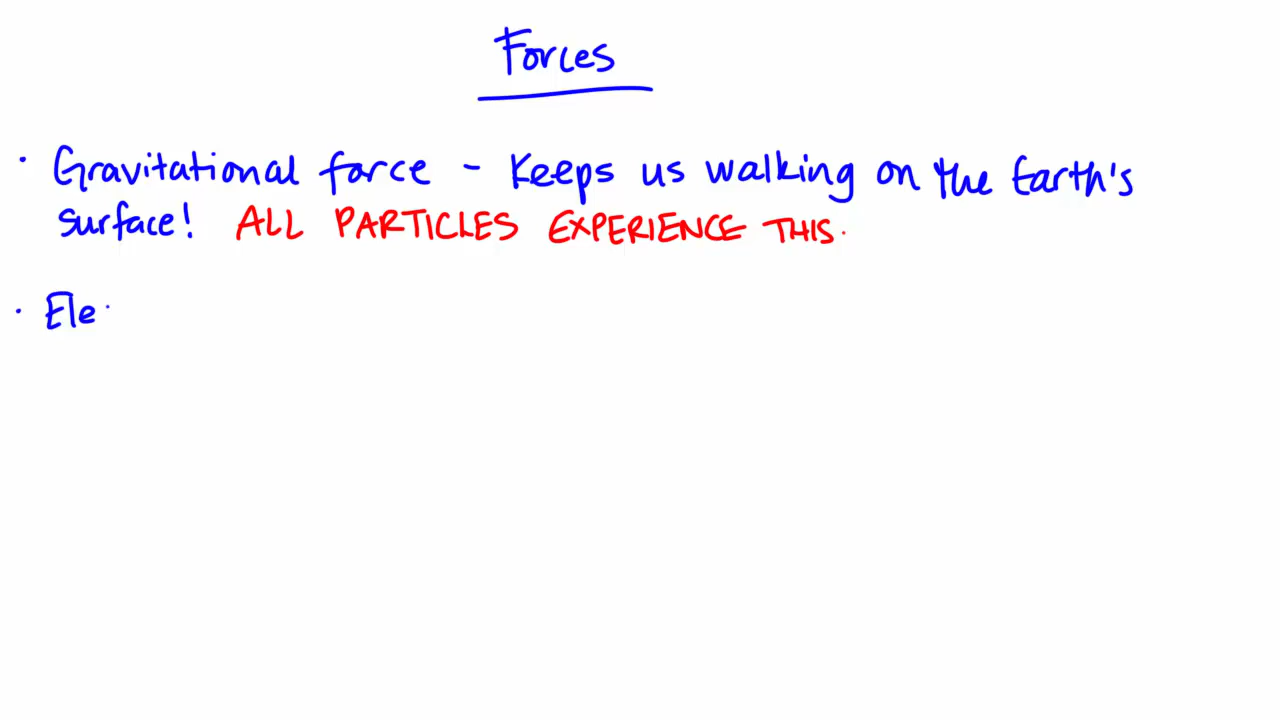 Forces
· Gravitational force - Keeps us walking on the Earth's
surface! ALL PARTICLES EXPERIENCE THIS.
· Ele